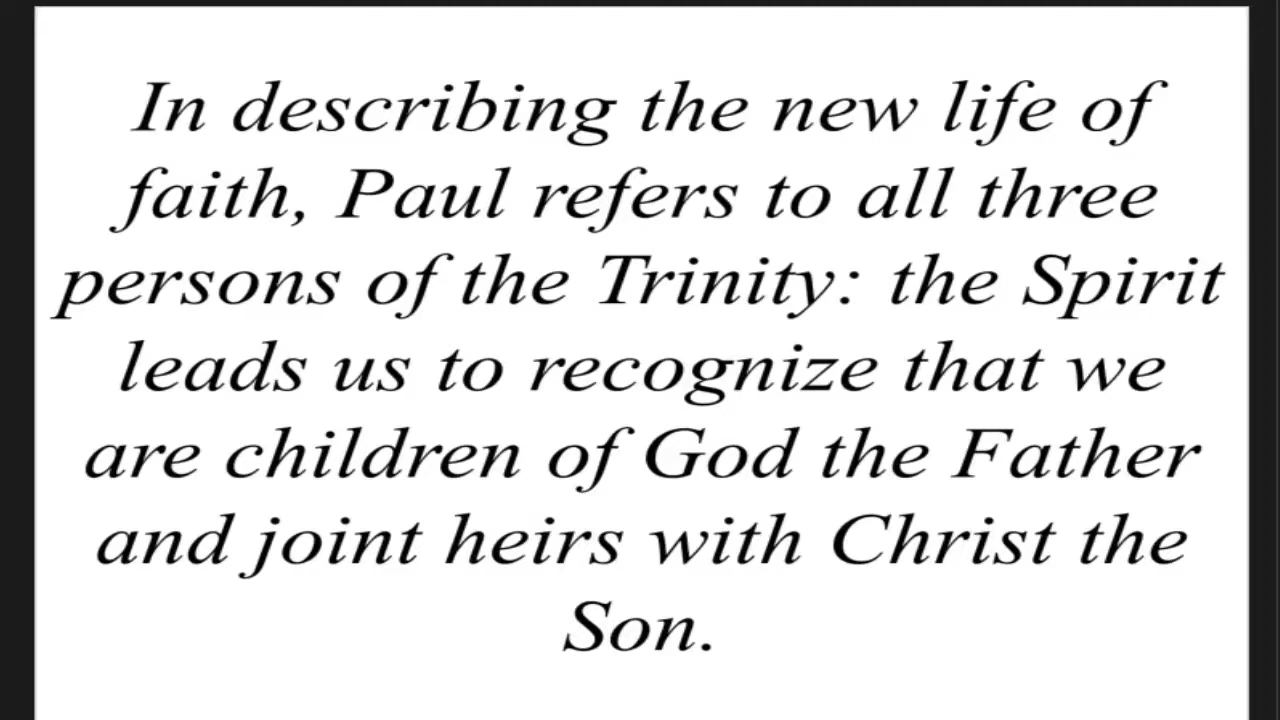 In describing the new life of
faith, Paul refers to all three
persons of the Trinity: the Spirit
leads us to recognize that we
are children of God the Father
and joint heirs with Christ the
Son.